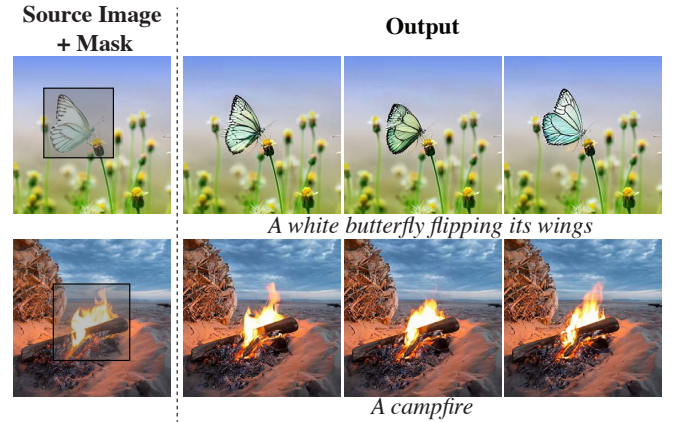 Source Image
+ Mask
Output
A white butterfly flipping its wings
A campfire